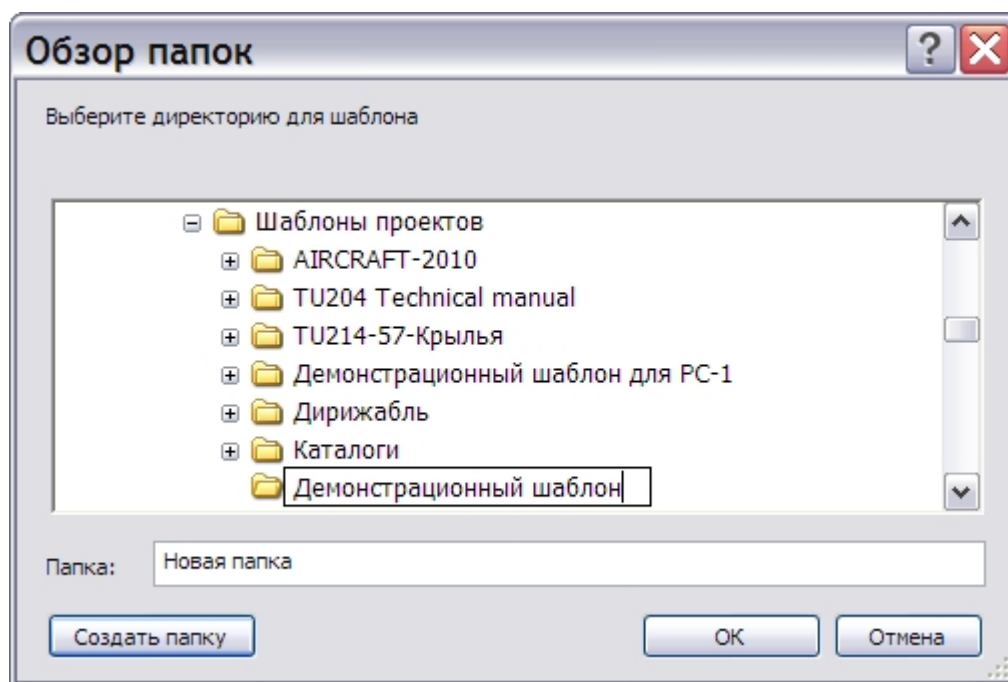 Обзор папок
Выберите директорию для шаблона
Шаблоны проектов
AIRCRAFT-2010
TU204 Technical manual
TU214-57-Крылья
Демонстрационный шаблон для РС-1
Дирижабль
Каталоги
Демонстрационный шаблон
Папка: Новая папка
Создать папку ОК Отмена